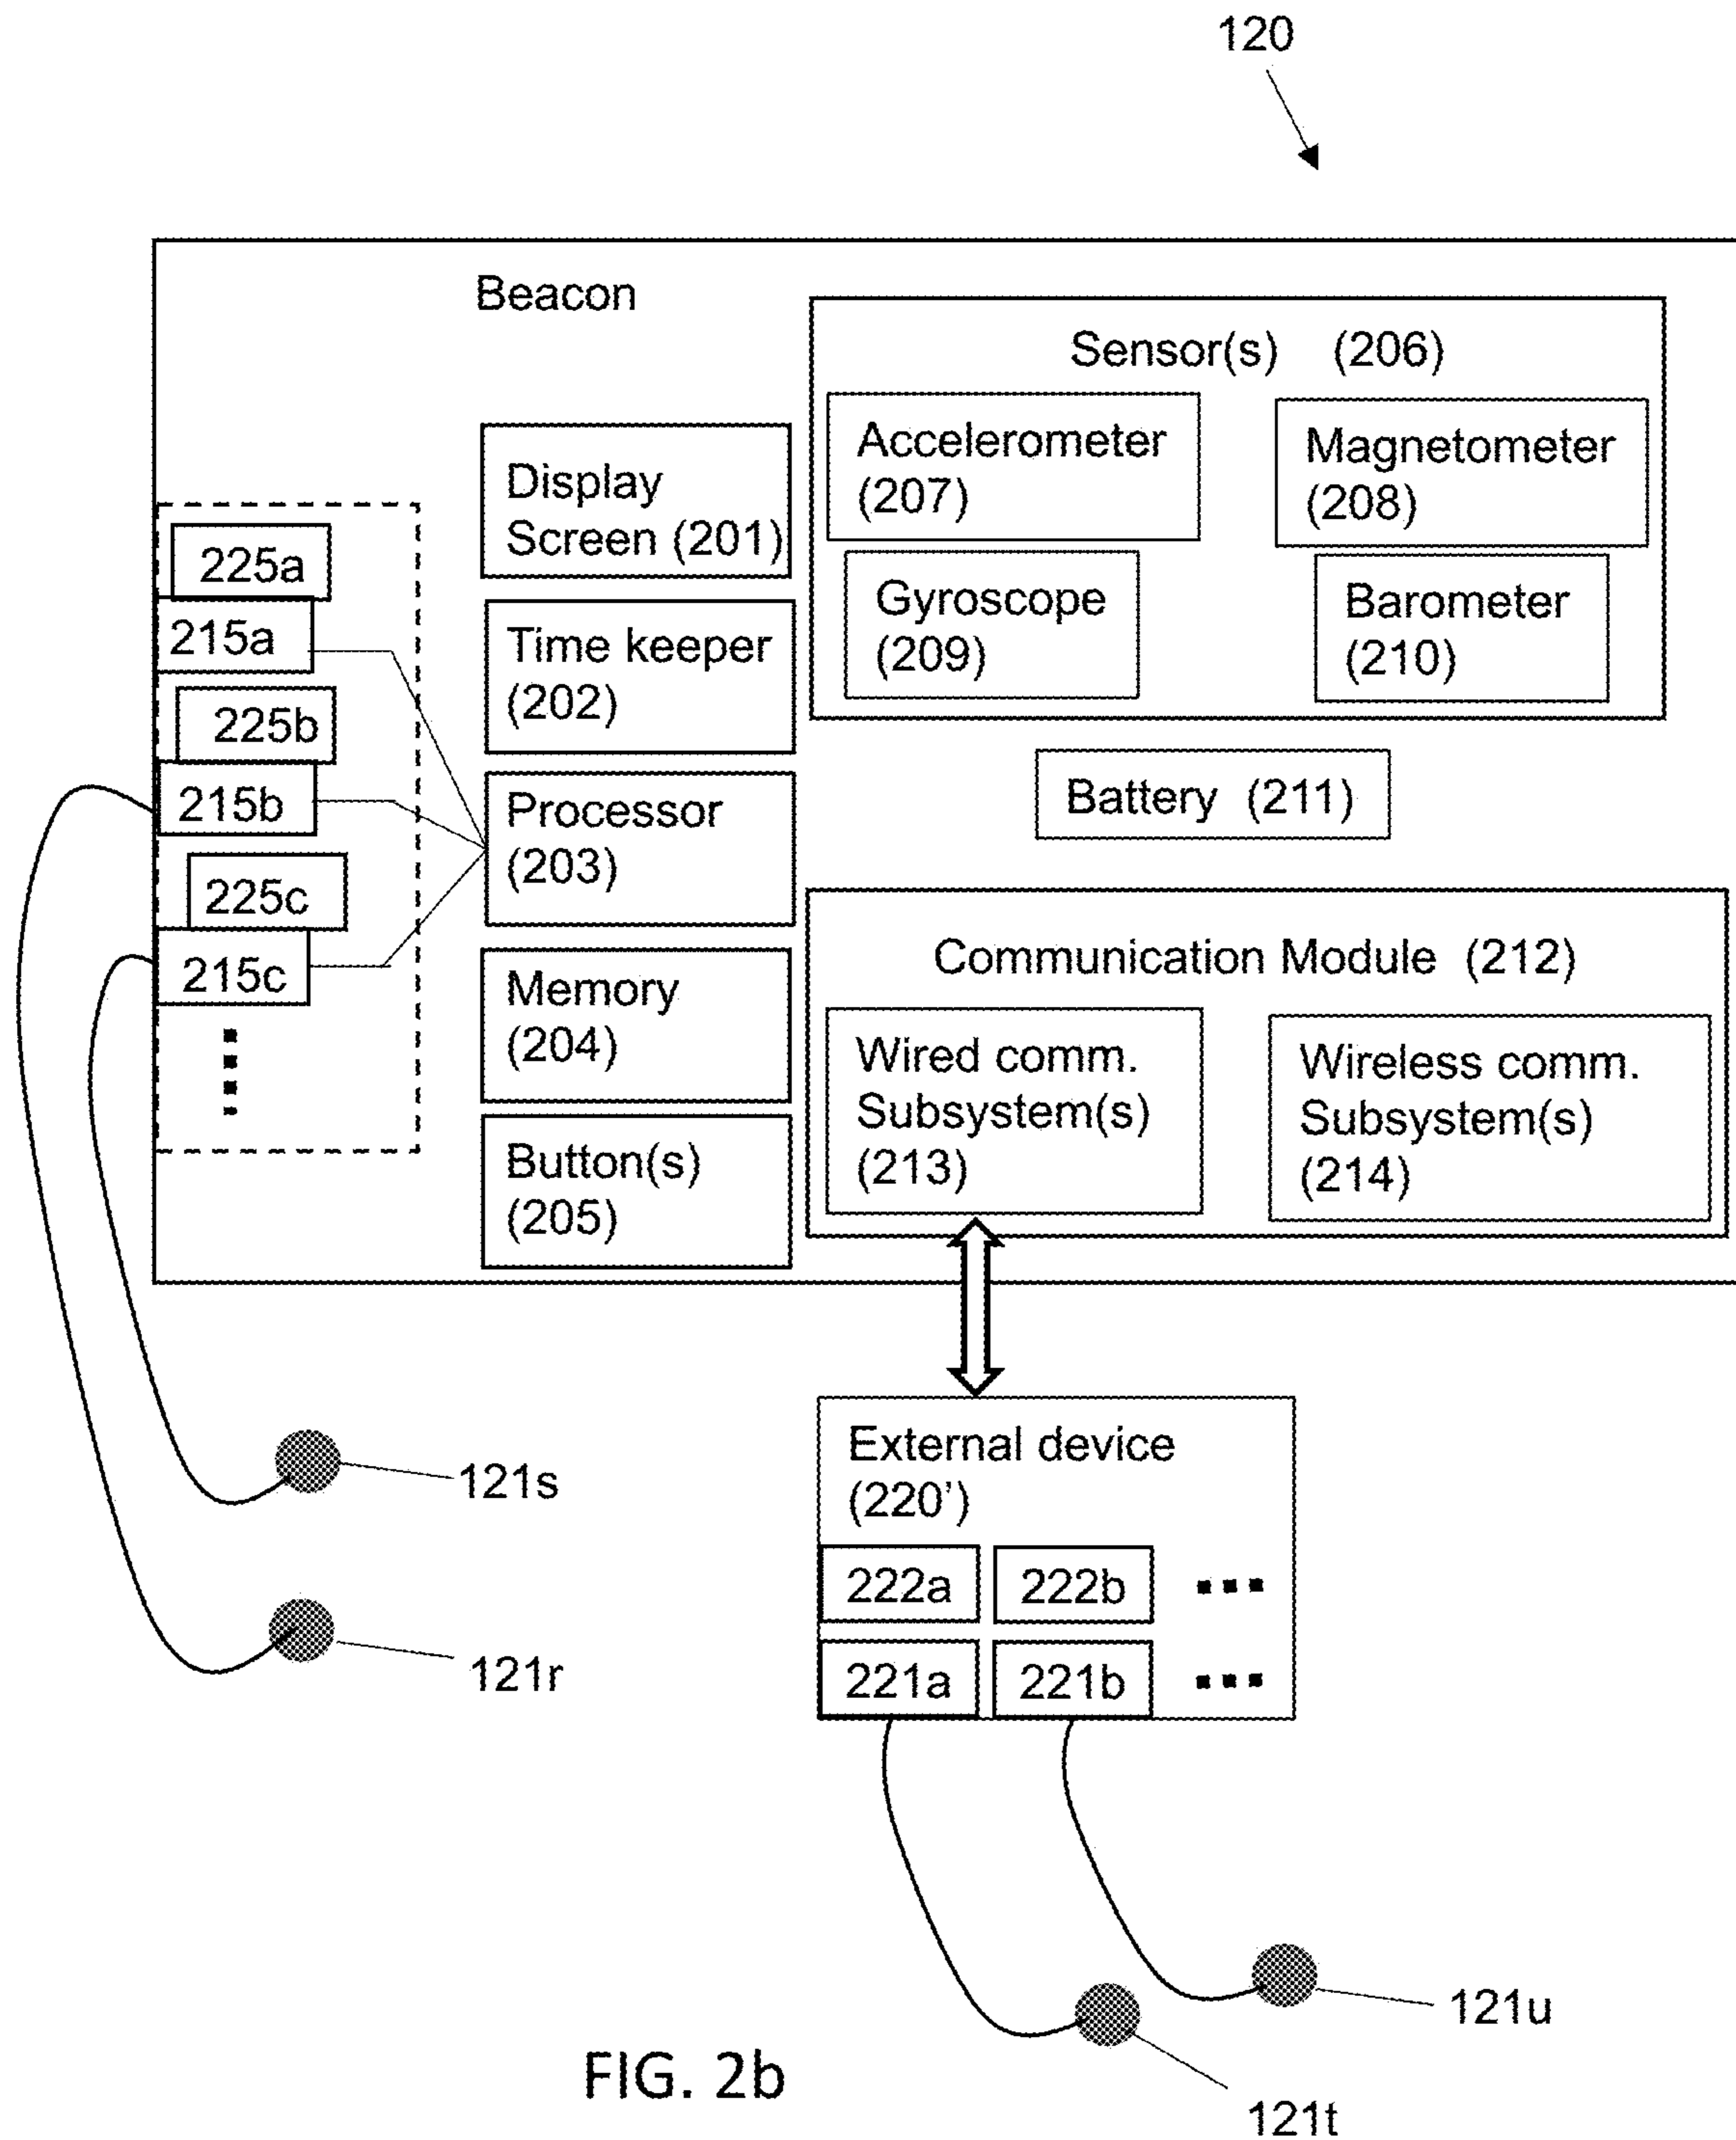 120
Beacon
Sensor(s) (206)
Accelerometer
(207)
Magnetometer
(208)
Gyroscope
(209)
Barometer
(210)
Display
Screen (201)
Time keeper
(202)
Processor
(203)
Memory
(204)
Button(s)
(205)
225a
215a
225b
215b
225c
215c
Battery (211)
Communication Module (212)
Wired comm.
Subsystem(s)
(213)
Wireless comm.
Subsystem(s)
(214)
External device
(220’)
222a 222b
221a 221b
121s
121r
121u
121t
FIG. 2b